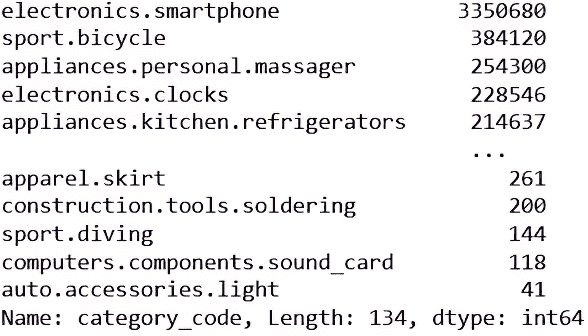 electronics.smartphone 3350680
sport.bicycle 384120
appliances.personal.massager 254300
electronics.clocks 228546
appliances.kitchen.refrigerators 214637
...
apparel.skirt 261
construction.tools.soldering 200
sport.diving 144
computers.components.sound_card 118
auto.accessories.light 41
Name: category_code, Length: 134, dtype: int64